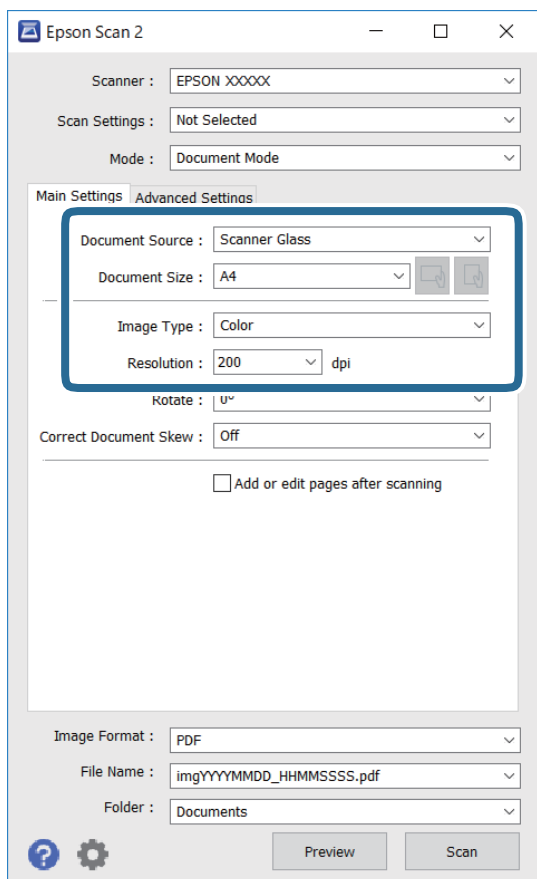 Epson Scan 2
Scanner : EPSON XXXXX
Scan Settings : Not Selected
Mode : Document Mode
Main Settings Advanced Settings
Document Source : Scanner Glass
Document Size : A4
Image Type : Color
Resolution : 200 dpi
Rotate : 0°
Correct Document Skew : Off
Add or edit pages after scanning
Image Format : PDF
File Name : imgYYYYMMDD_HHMMSSSS.pdf
Folder : Documents
? Preview Scan